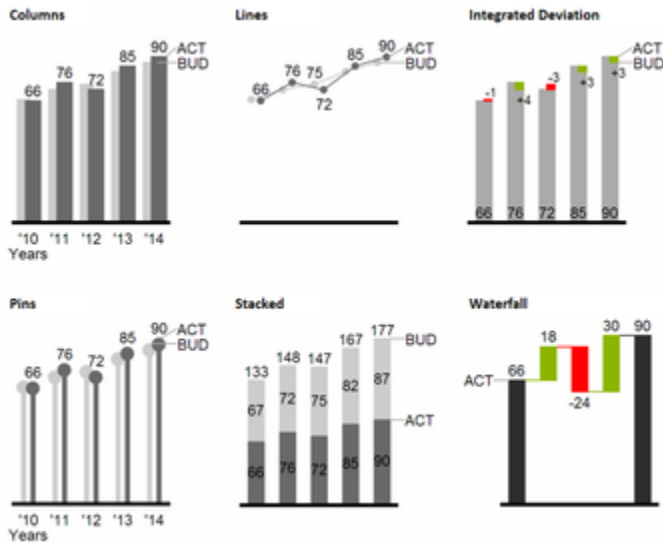 Columns
90 ACT
85 BUD
76
72
66
'10 '11 '12 '13 '14
Years
Lines
90 ACT
85 BUD
76 75
66
72
Integrated Deviation
ACT
BUD
-1 +4 -3 +3 +3
66 76 72 85 90
Pins
90 ACT
85 BUD
76
72
66
'10 '11 '12 '13 '14
Years
Stacked
133 148 147 167 177
BUD
67 72 75 82 87
ACT
66 76 72 85 90
Waterfall
66 18 30 90
ACT
-24